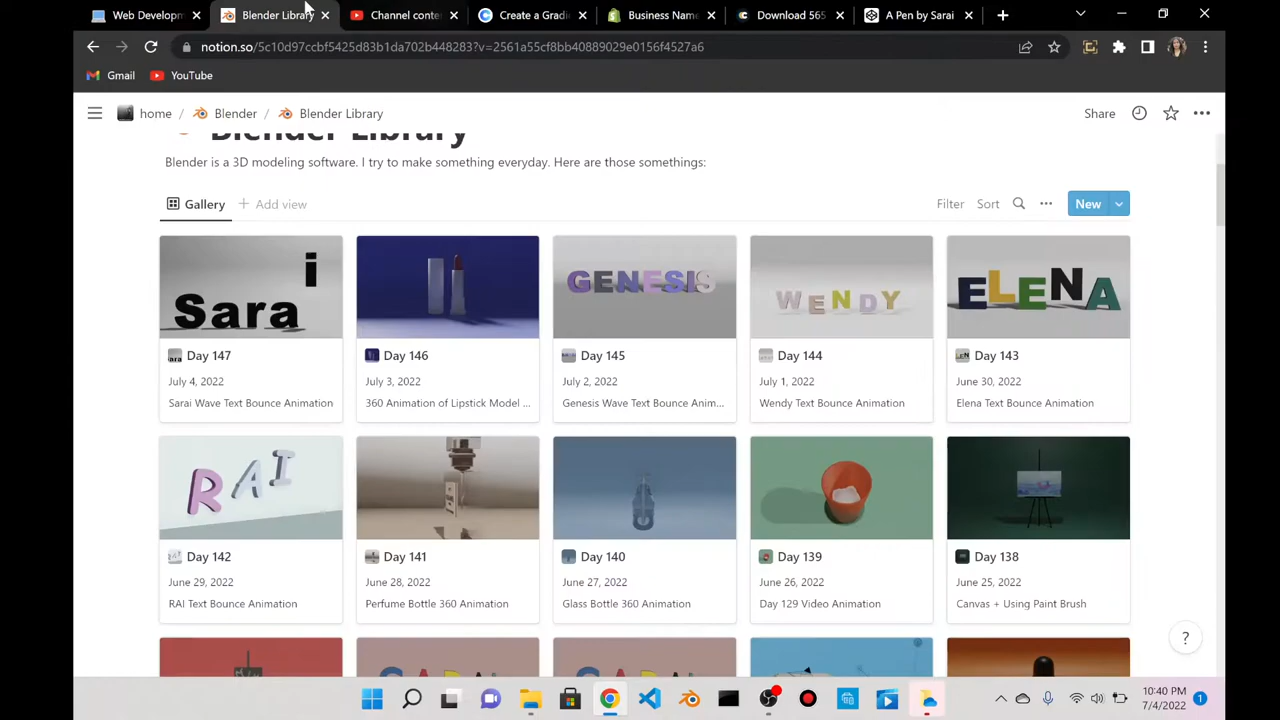 Web Developm
Blender Library
Channel conte
Create a Gradi
Business Nam
Download 565
A Pen by Sarai
notion.so/5c10d97ccbf5425d83b1da702b448283?v=2561a55cf8bb40889029e0156f4527a6
Gmail
YouTube
home / Blender / Blender Library
Share
Blender Library
Blender is a 3D modeling software. I try to make something everyday. Here are those somethings:
Gallery
Add view
Filter
Sort
New
Sarai
GENESIS
WENDY
ELENA
Day 147
Day 146
Day 145
Day 144
Day 143
July 4, 2022
July 3, 2022
July 2, 2022
July 1, 2022
June 30, 2022
Sarai Wave Text Bounce Animation
360 Animation of Lipstick Model ...
Genesis Wave Text Bounce Anim...
Wendy Text Bounce Animation
Elena Text Bounce Animation
RAI
Day 142
Day 141
Day 140
Day 139
Day 138
June 29, 2022
June 28, 2022
June 27, 2022
June 26, 2022
June 25, 2022
RAI Text Bounce Animation
Perfume Bottle 360 Animation
Glass Bottle 360 Animation
Day 129 Video Animation
Canvas + Using Paint Brush
?
10:40 PM
7/4/2022
1